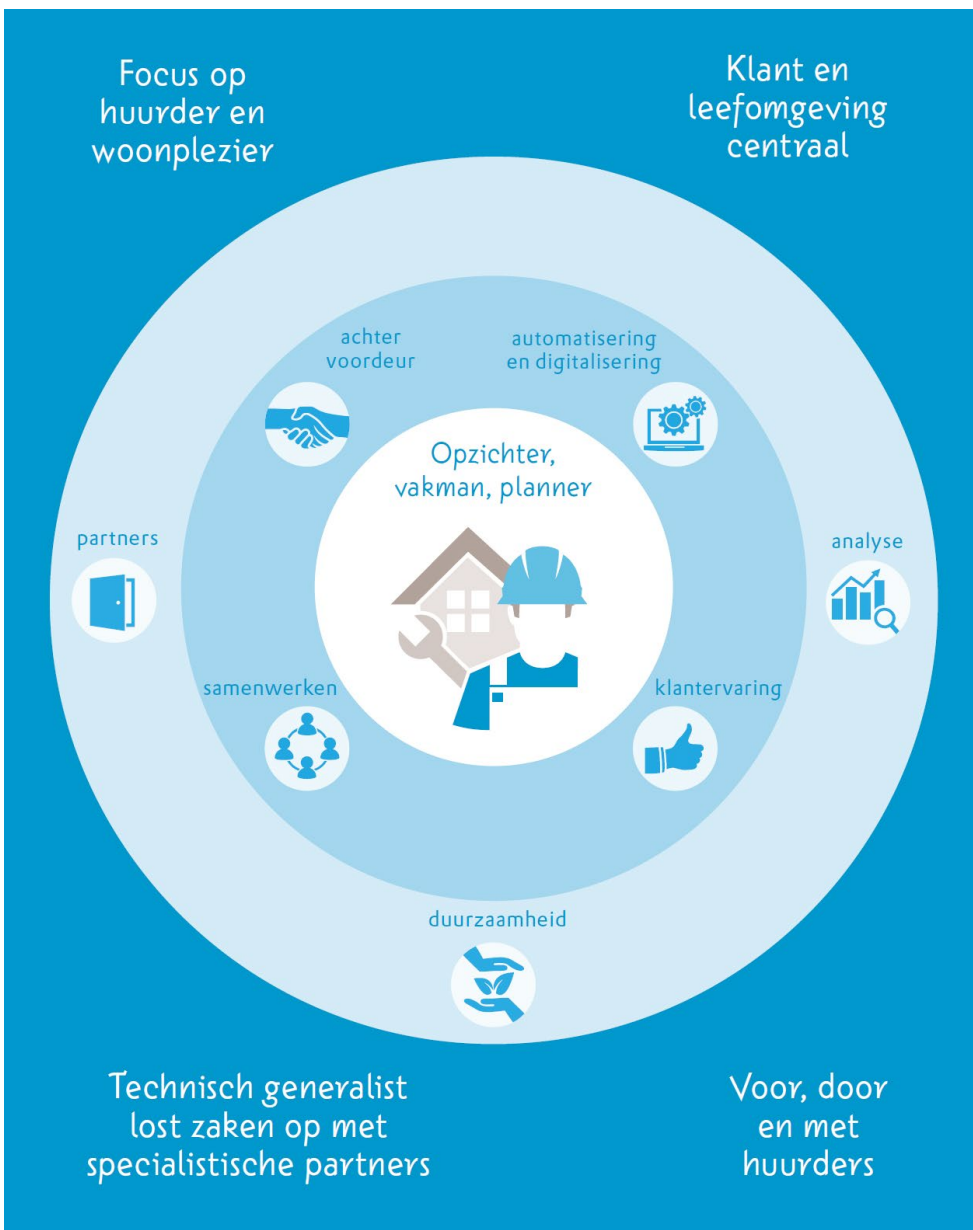 Focus op
huurder en
woonplezier
Klant en
leefomgeving
centraal
achter
voordeur
automatisering
en digitalisering
Opzichter,
vakman, planner
partners
analyse
samenwerken
klantervaring
duurzaamheid
Technisch generalist
lost zaken op met
specialistische partners
Voor, door
en met
huurders